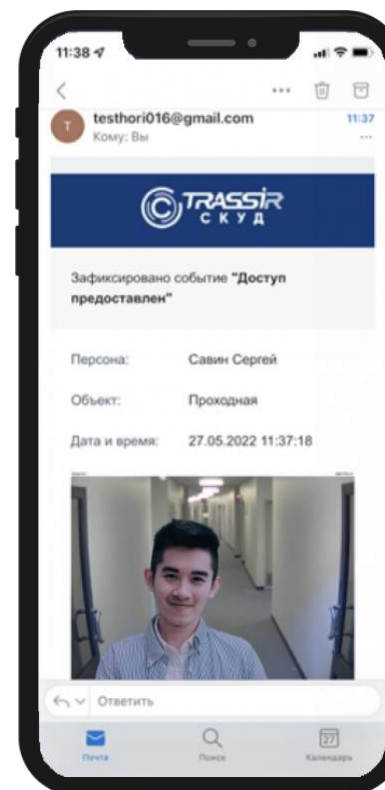 11:38
testhori016@gmail.com
11:37
Т
Кому: Вы
TRASSIR
СКУД
Зафиксировано событие "Доступ
предоставлен"
Персона: Савин Сергей
Объект: Проходная
Дата и время: 27.05.2022 11:37:18
Ответить
27
Почта Поиск Календарь